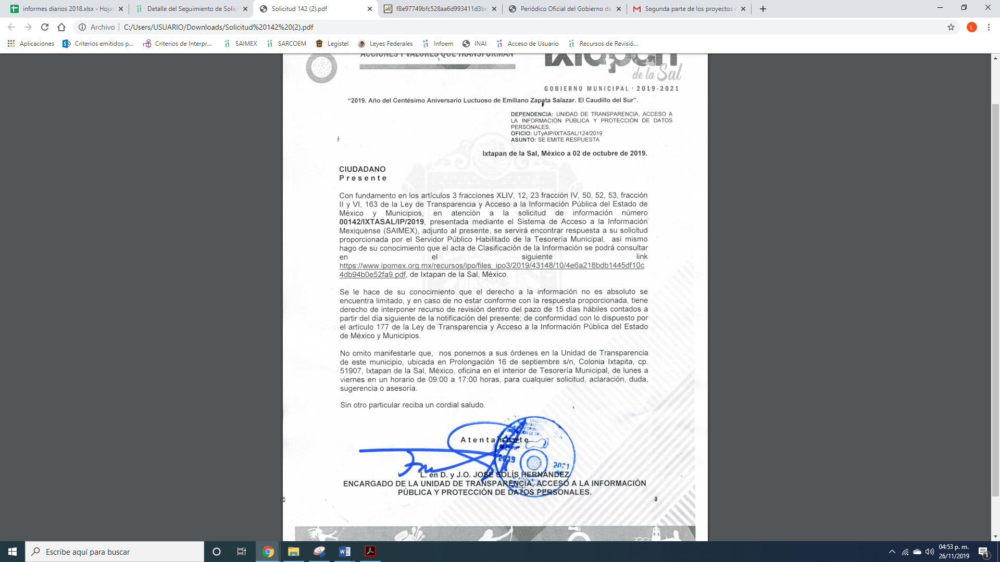 informes diarios 2018.xlsx - Hoja
Detalle del Seguimiento de Solici
Solicitud 142 (2).pdf
f8e97749bfc528aa6d993411d3be
Periódico Oficial del Gobierno de
Segunda parte de los proyectos
Archivo C:/Users/USUARIO/Downloads/Solicitud%20142%20(2).pdf
L
Aplicaciones Criterios emitidos p... Criterios de Interpr... SAIMEX SARCOEM Legistel Leyes Federales Infoem INAI Acceso de Usuario Recursos de Revisió...
ACCIONES Y VALORES QUE TRANSFORMAN
Ixtapan
de la Sal
GOBIERNO MUNICIPAL • 2019-2021
“2019. Año del Centésimo Aniversario Luctuoso de Emiliano Zapata Salazar. El Caudillo del Sur”.
DEPENDENCIA: UNIDAD DE TRANSPARENCIA, ACCESO A
LA INFORMACIÓN PÚBLICA Y PROTECCIÓN DE DATOS
PERSONALES.
OFICIO: UTyAIP/IXTASAL/124/2019
ASUNTO: SE EMITE RESPUESTA
Ixtapan de la Sal, México a 02 de octubre de 2019.
CIUDADANO
P r e s e n t e
Con fundamento en los artículos 3 fracciones XLIV, 12, 23 fracción IV, 50, 52, 53, fracción
II y VI, 163 de la Ley de Transparencia y Acceso a la Información Pública del Estado de
México y Municipios, en atención a la solicitud de información número
00142/IXTASAL/IP/2019, presentada mediante el Sistema de Acceso a la Información
Mexiquense (SAIMEX), adjunto al presente, se servirá encontrar respuesta a su solicitud
proporcionada por el Servidor Público Habilitado de la Tesorería Municipal, así mismo
hago de su conocimiento que el acta de Clasificación de la Información se podrá consultar
en el siguiente link
https://www.ipomex.org.mx/recursos/ipo/files_ipo3/2019/43148/10/4e6a218bdb1445df10c
4db94b0e52fa9.pdf, de Ixtapan de la Sal, México.
Se le hace de su conocimiento que el derecho a la información no es absoluto se
encuentra limitado, y en caso de no estar conforme con la respuesta proporcionada, tiene
derecho de interponer recurso de revisión dentro del pazo de 15 días hábiles contados a
partir del día siguiente de la notificación del presente; de conformidad con lo dispuesto por
el artículo 177 de la Ley de Transparencia y Acceso a la Información Pública del Estado
de México y Municipios.
No omito manifestarle que, nos ponemos a sus órdenes en la Unidad de Transparencia
de este municipio, ubicada en Prolongación 16 de septiembre s/n, Colonia Ixtapita, cp.
51907, Ixtapan de la Sal, México, oficina en el interior de Tesorería Municipal, de lunes a
viernes en un horario de 09:00 a 17:00 horas, para cualquier solicitud, aclaración, duda,
sugerencia o asesoría.
Sin otro particular reciba un cordial saludo.
A t e n t a m e n t e
2019 2021
L. en D. y J.O. JOSÉ SOLÍS HERNÁNDEZ
ENCARGADO DE LA UNIDAD DE TRANSPARENCIA, ACCESO A LA INFORMACIÓN
PÚBLICA Y PROTECCIÓN DE DATOS PERSONALES.
Escribe aquí para buscar
04:53 p. m.
26/11/2019
1